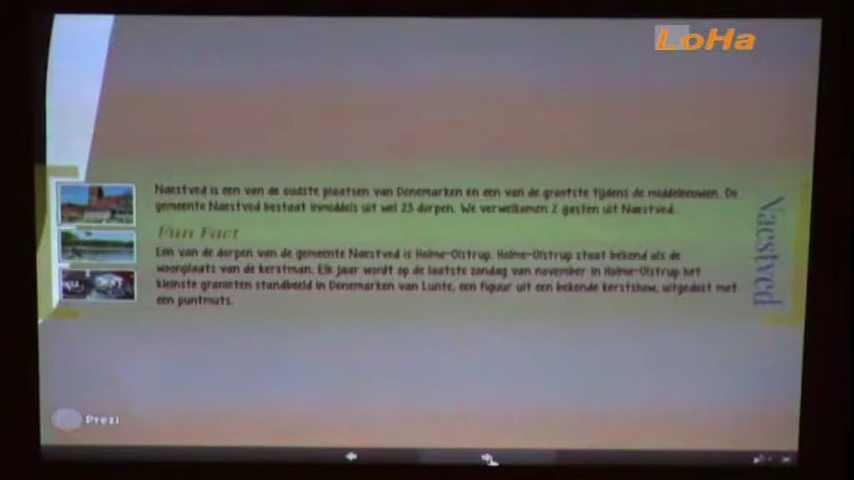 LoHa
Naestved is een van de oudste plaatsen van Denemarken en een van de grootste tijdens de middeleeuwen. De
gemeente Naestved bestaat inmiddels uit wel 23 dorpen. We verwelkomen 2 gasten uit Naestved.
Fun Fact
Een van de dorpen van de gemeente Naestved is Holme-Olstrup. Holme-Olstrup staat bekend als de
woonplaats van de kerstman. Elk jaar wordt op de laatste zondag van november in Holme-Olstrup het
kleinste granieten standbeeld in Denemarken van Lunte, een figuur uit een bekende kerstshow, uitgedost met
een puntmuts.
Naestved
Prezi